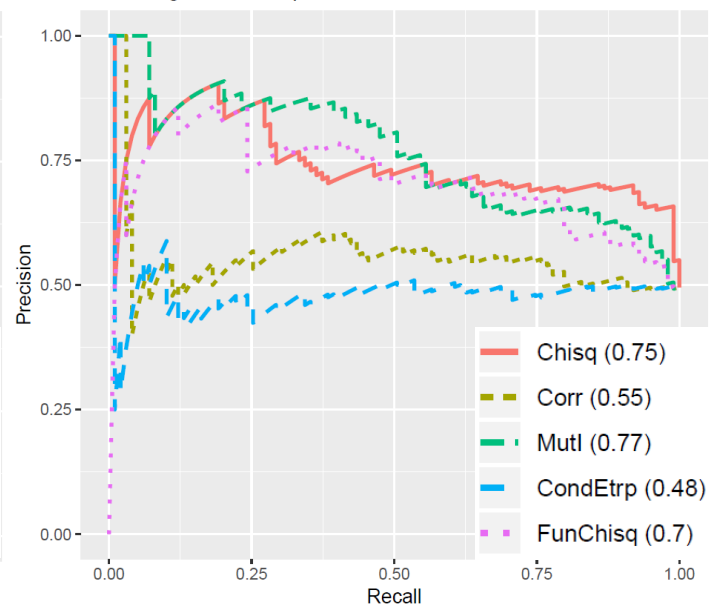 1.00
0.75
0.50
0.25
0.00
Precision
0.00 0.25 0.50 0.75 1.00
Recall
Chisq (0.75)
Corr (0.55)
MutI (0.77)
CondEtrp (0.48)
FunChisq (0.7)